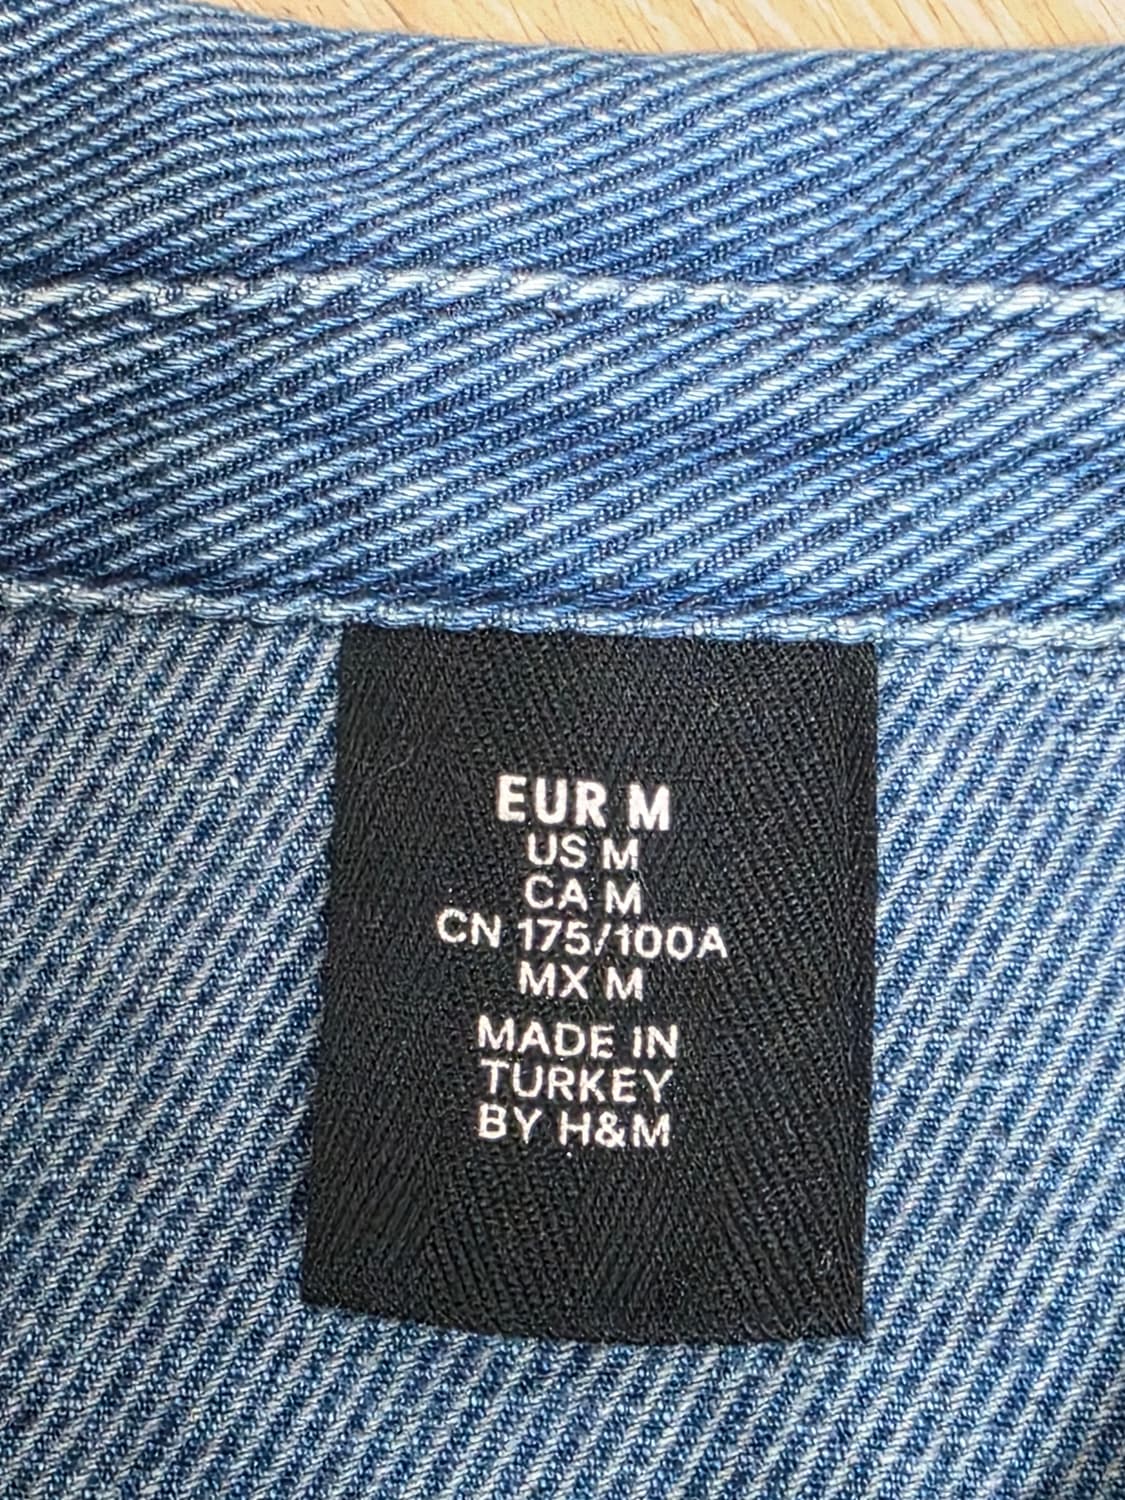 EUR M
US M
CA M
CN 175/100A
MX M
MADE IN
TURKEY
BY H&M